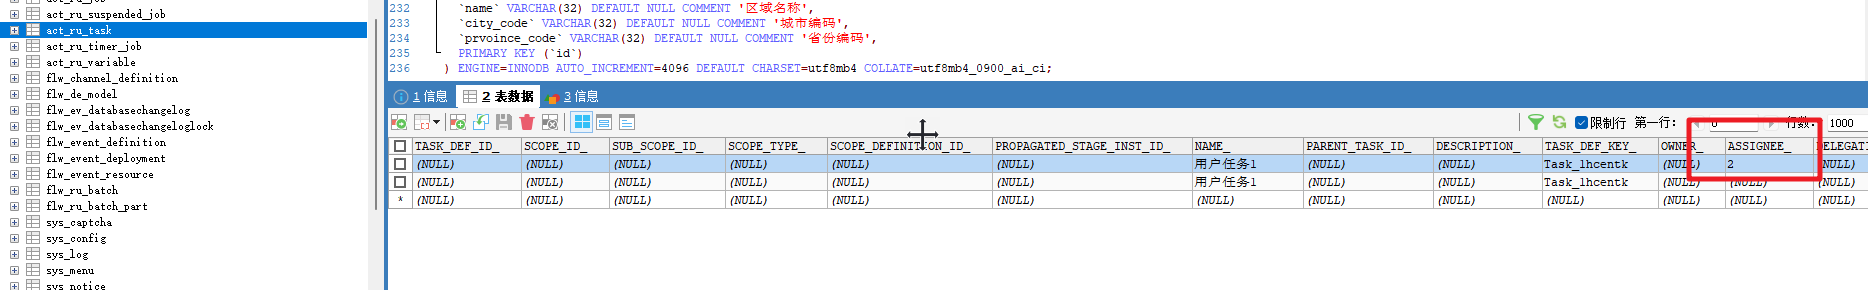 act_ru_job
act_ru_suspended_job
act_ru_task
act_ru_timer_job
act_ru_variable
flw_channel_definition
flw_de_model
flw_ev_databasechangelog
flw_ev_databasechangeloglock
flw_event_definition
flw_event_deployment
flw_event_resource
flw_ru_batch
flw_ru_batch_part
sys_captcha
sys_config
sys_log
sys_menu
sys_notice
232 `name` VARCHAR(32) DEFAULT NULL COMMENT '区域名称',
233 `city_code` VARCHAR(32) DEFAULT NULL COMMENT '城市编码',
234 `prvoince_code` VARCHAR(32) DEFAULT NULL COMMENT '省份编码',
235 PRIMARY KEY (`id`)
236 ) ENGINE=INNODB AUTO_INCREMENT=4096 DEFAULT CHARSET=utf8mb4 COLLATE=utf8mb4_0900_ai_ci;
1 信息 2 表数据 3 信息
限制行 第一行: 0 行数: 1000
TASK_DEF_ID_ SCOPE_ID_ SUB_SCOPE_ID_ SCOPE_TYPE_ SCOPE_DEFINITION_ID_ PROPAGATED_STAGE_INST_ID_ NAME_ PARENT_TASK_ID_ DESCRIPTION_ TASK_DEF_KEY_ OWNER_ ASSIGNEE_ DELEGATI
(NULL) (NULL) (NULL) (NULL) (NULL) (NULL) 用户任务1 (NULL) (NULL) Task_lhcentk (NULL) 2 (NULL)
(NULL) (NULL) (NULL) (NULL) (NULL) (NULL) 用户任务1 (NULL) (NULL) Task_lhcentk (NULL) (NULL) (NULL)
* (NULL) (NULL) (NULL) (NULL) (NULL) (NULL) (NULL) (NULL) (NULL) (NULL) (NULL) (NULL) (NULL)